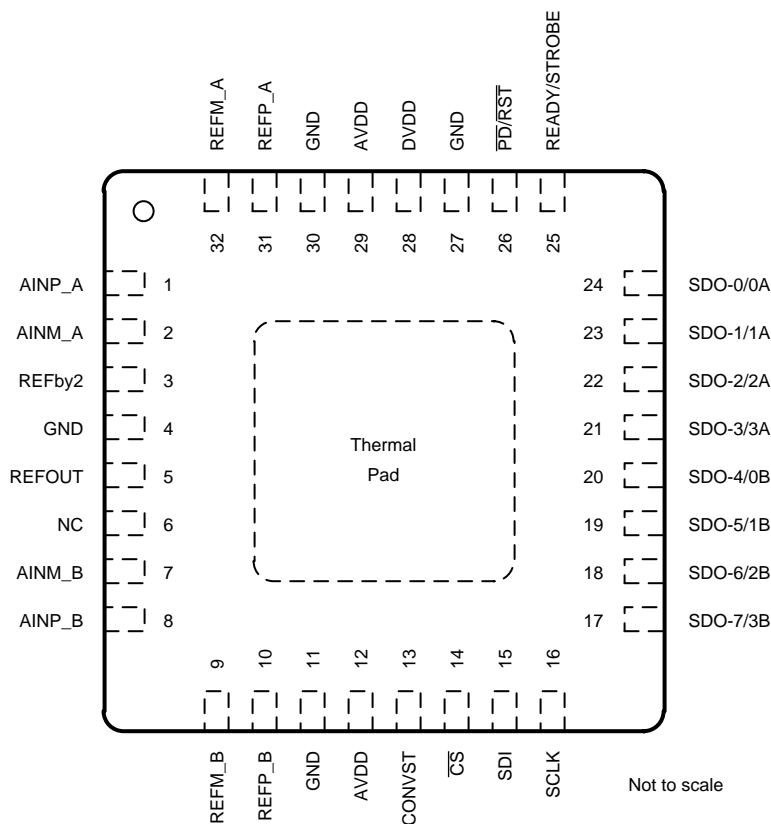 REFM_A
REFP_A
GND
AVDD
DVDD
GND
PD/RST
READY/STROBE
32
31
30
29
28
27
26
25
AINP_A 1
AINM_A 2
REFby2 3
GND 4
REFOUT 5
NC 6
AINM_B 7
AINP_B 8
Thermal
Pad
24 SDO-0/0A
23 SDO-1/1A
22 SDO-2/2A
21 SDO-3/3A
20 SDO-4/0B
19 SDO-5/1B
18 SDO-6/2B
17 SDO-7/3B
9
10
11
12
13
14
15
16
REFM_B
REFP_B
GND
AVDD
CONVST
CS
SDI
SCLK
Not to scale